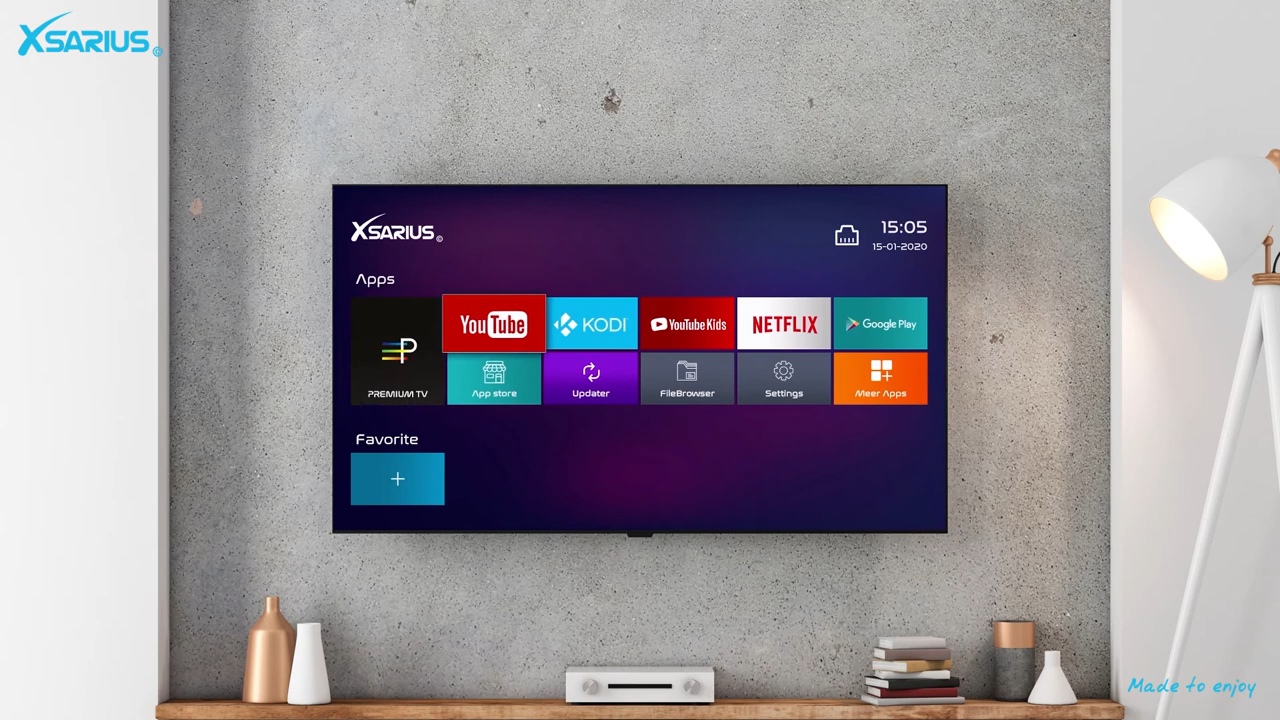 XSARIUS©
XSARIUS©
15:05
15-01-2020
Apps
PREMIUM TV
YouTube
KODI
YouTube Kids
NETFLIX
Google Play
App store
Updater
FileBrowser
Settings
Meer Apps
Favorite
+
Made to enjoy